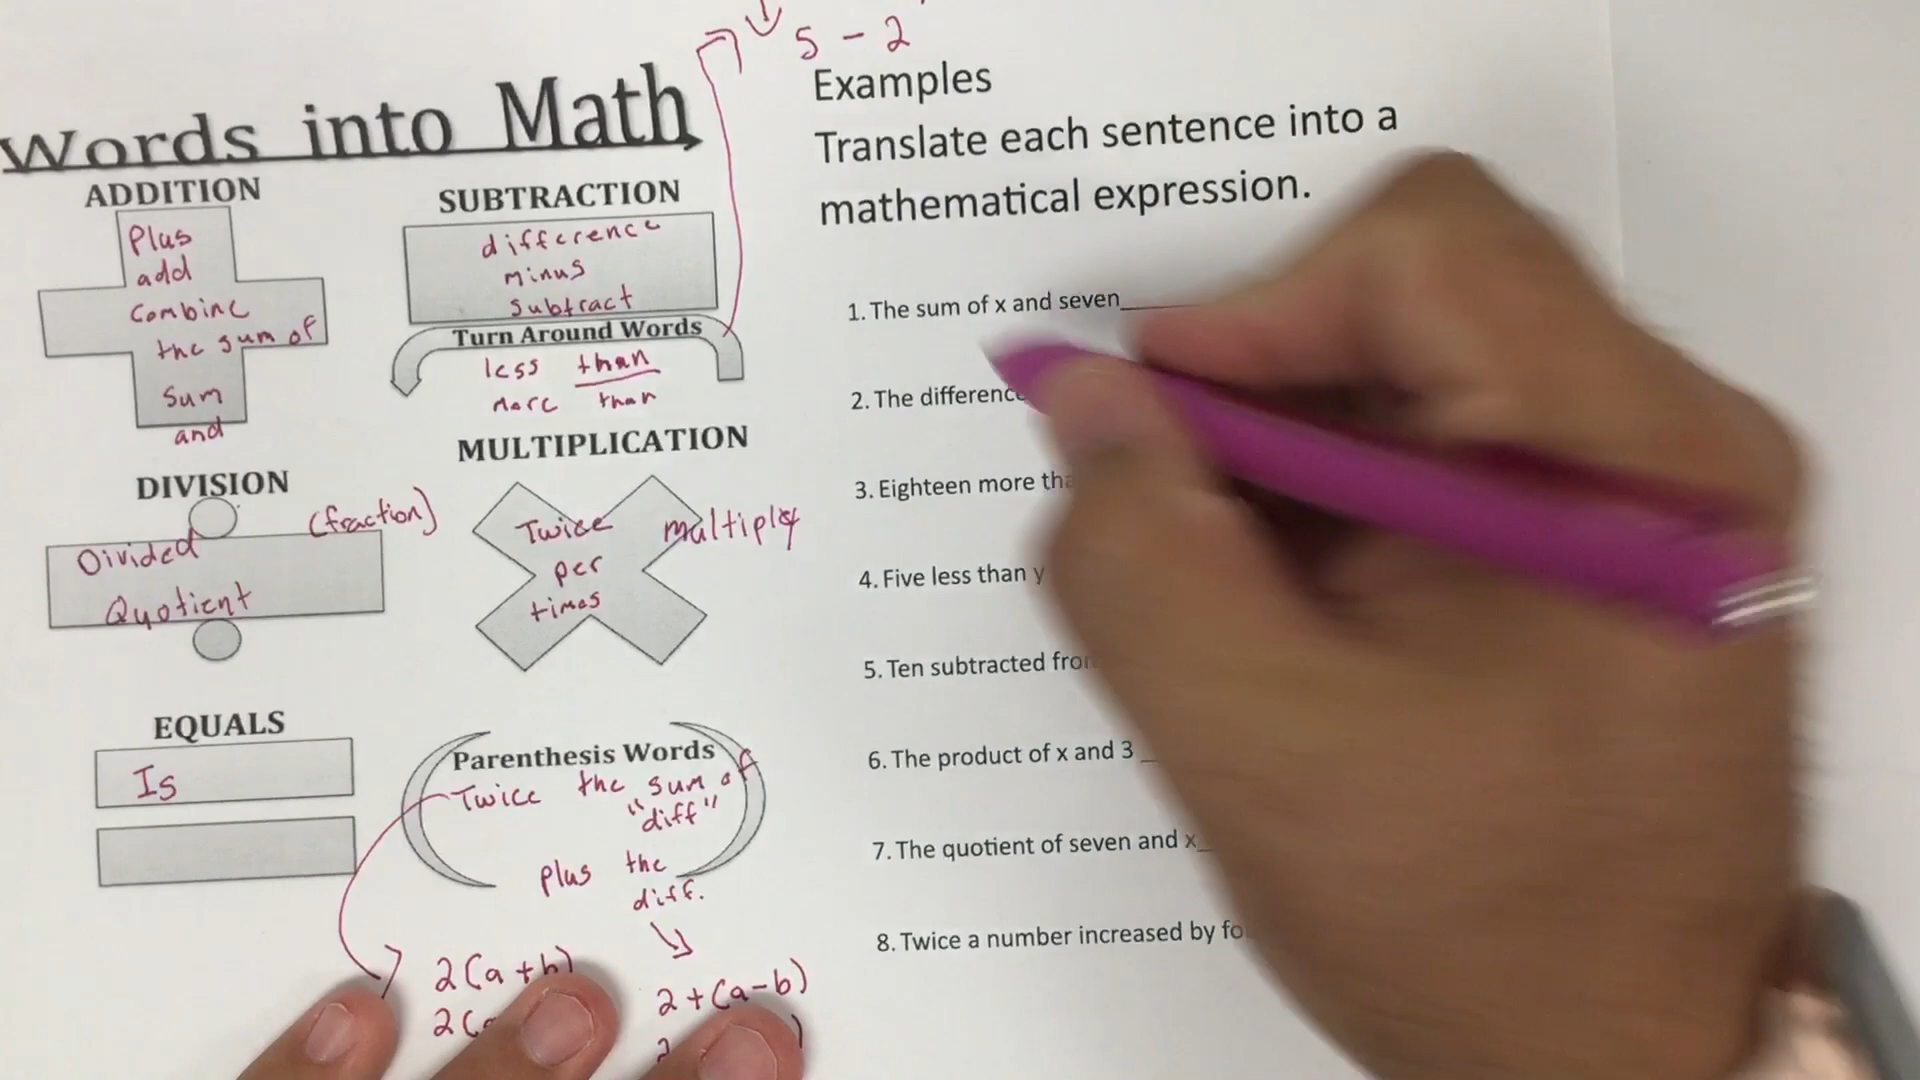 5 - 2
Words into Math
ADDITION
Plus
add
Combine
the sum of
Sum
and
SUBTRACTION
difference
minus
subtract
Turn Around Words
less than
more than
DIVISION
(fraction)
Divided
Quotient
MULTIPLICATION
Twice
multiply
per
times
EQUALS
Is
Parenthesis Words
Twice the sum of
"diff"
plus the
diff.
2(a+b)
2(
2+(a-b)
2 )
Examples
Translate each sentence into a
mathematical expression.
1. The sum of x and seven
2. The difference
3. Eighteen more
4. Five less than y
5. Ten subtracted
6. The product of x and 3
7. The quotient of seven and x
8. Twice a number increased by